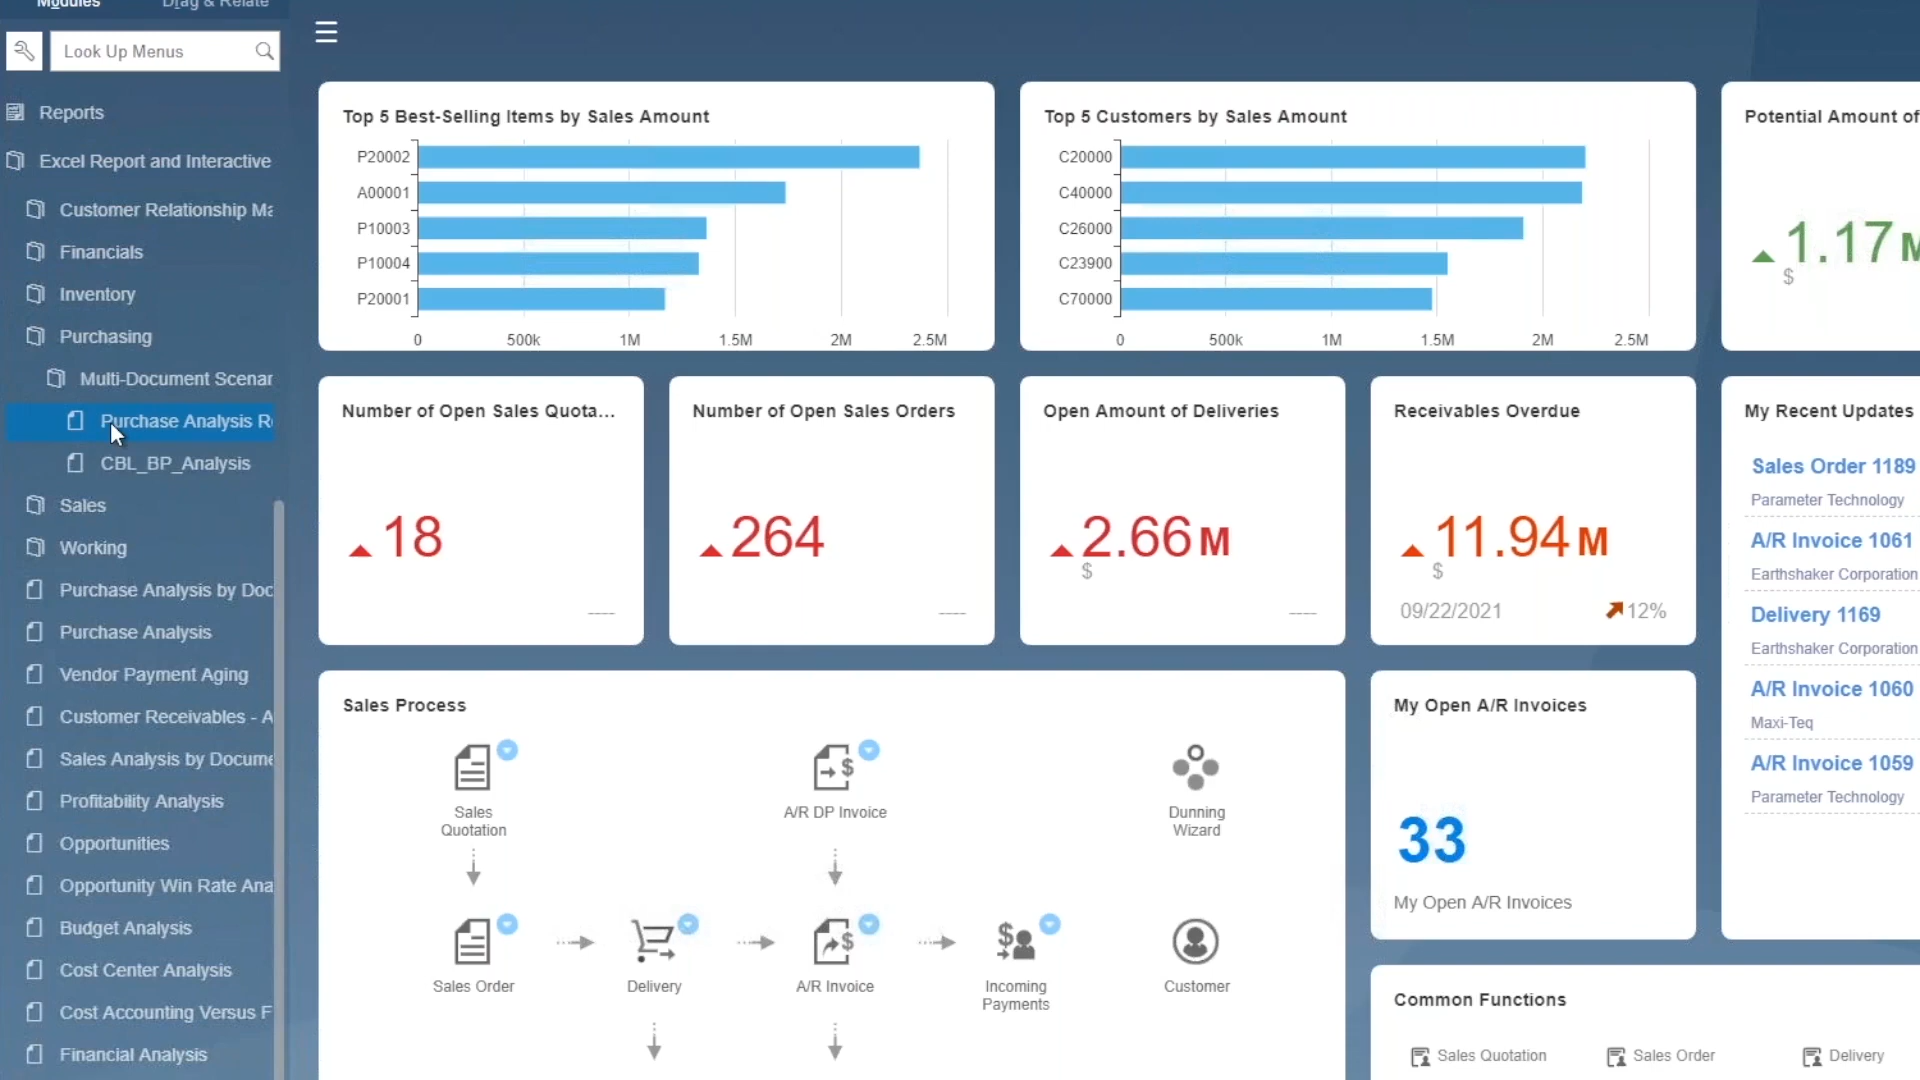 Modules
Drag & Relate
Look Up Menus
Reports
Excel Report and Interactive
Customer Relationship Ma
Financials
Inventory
Purchasing
Multi-Document Scenar
Purchase Analysis Re
CBL_BP_Analysis
Sales
Working
Purchase Analysis by Doc
Purchase Analysis
Vendor Payment Aging
Customer Receivables - A
Sales Analysis by Docume
Profitability Analysis
Opportunities
Opportunity Win Rate Ana
Budget Analysis
Cost Center Analysis
Cost Accounting Versus F
Financial Analysis
Top 5 Best-Selling Items by Sales Amount
P20002
A00001
P10003
P10004
P20001
0 500k 1M 1.5M 2M 2.5M
Top 5 Customers by Sales Amount
C20000
C40000
C26000
C23900
C70000
0 500k 1M 1.5M 2M 2.5M
Potential Amount of
1.17 M
$
Number of Open Sales Quota...
18
----
Number of Open Sales Orders
264
----
Open Amount of Deliveries
2.66 M
$
----
Receivables Overdue
11.94 M
$
09/22/2021 12%
My Recent Updates
Sales Order 1189
Parameter Technology
A/R Invoice 1061
Earthshaker Corporation
Delivery 1169
Earthshaker Corporation
A/R Invoice 1060
Maxi-Teq
A/R Invoice 1059
Parameter Technology
Sales Process
Sales
Quotation
A/R DP Invoice
Dunning
Wizard
Sales Order
Delivery
A/R Invoice
Incoming
Payments
Customer
My Open A/R Invoices
33
My Open A/R Invoices
Common Functions
Sales Quotation
Sales Order
Delivery